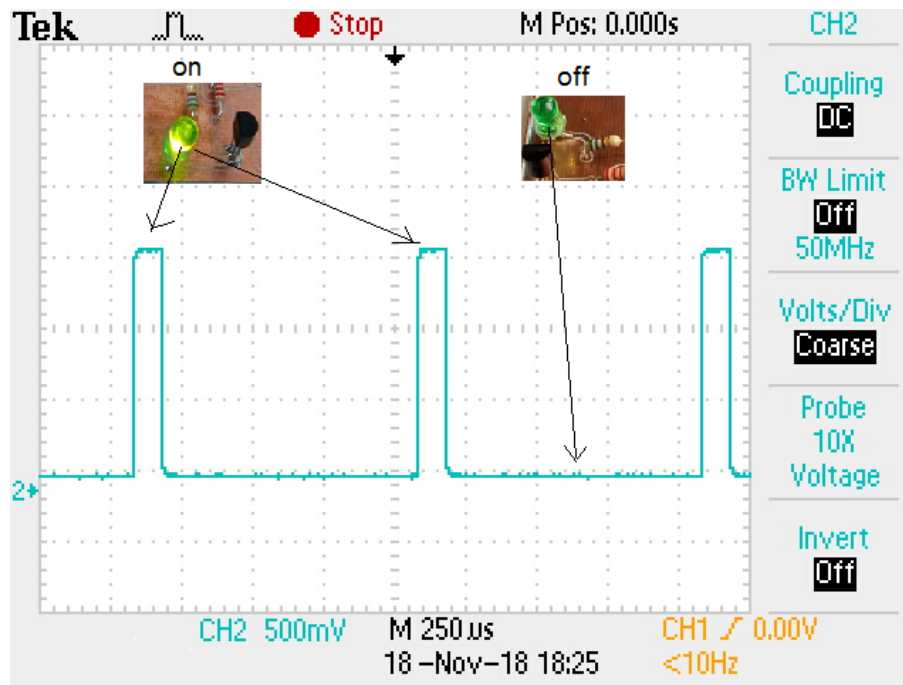 Tek Stop M Pos: 0.000s CH2
on
off
Coupling
DC
BW Limit
Off
50MHz
Volts/Div
Coarse
Probe
10X
Voltage
2
Invert
Off
CH2 500mV M 250µs CH1 0.00V
18-Nov-18 18:25 <10Hz